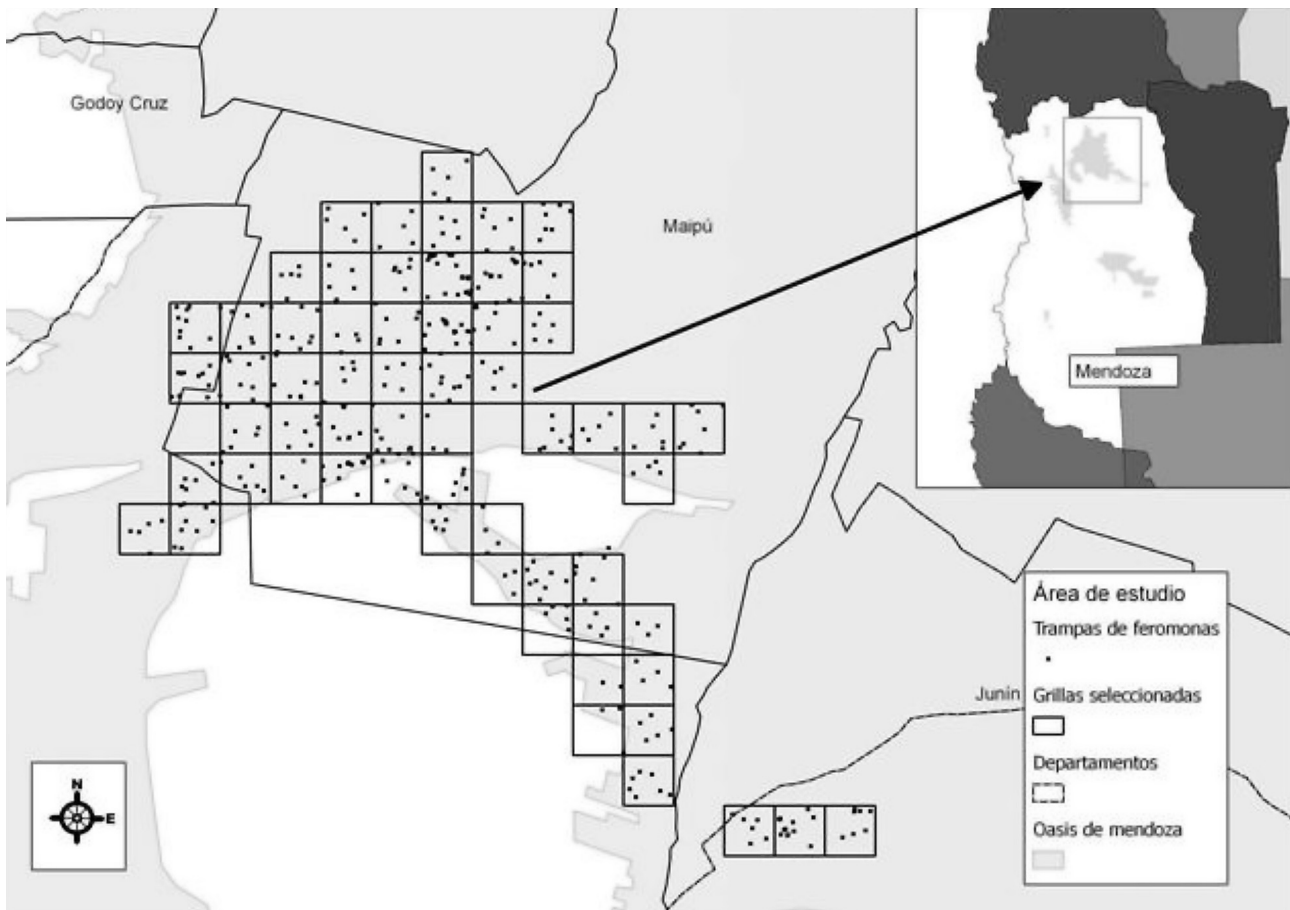 Godoy Cruz
Maipú
Mendoza
Área de estudio
Trampas de feromonas
Junín
Grillas seleccionadas
Departamentos
Oasis de mendoza
N
E